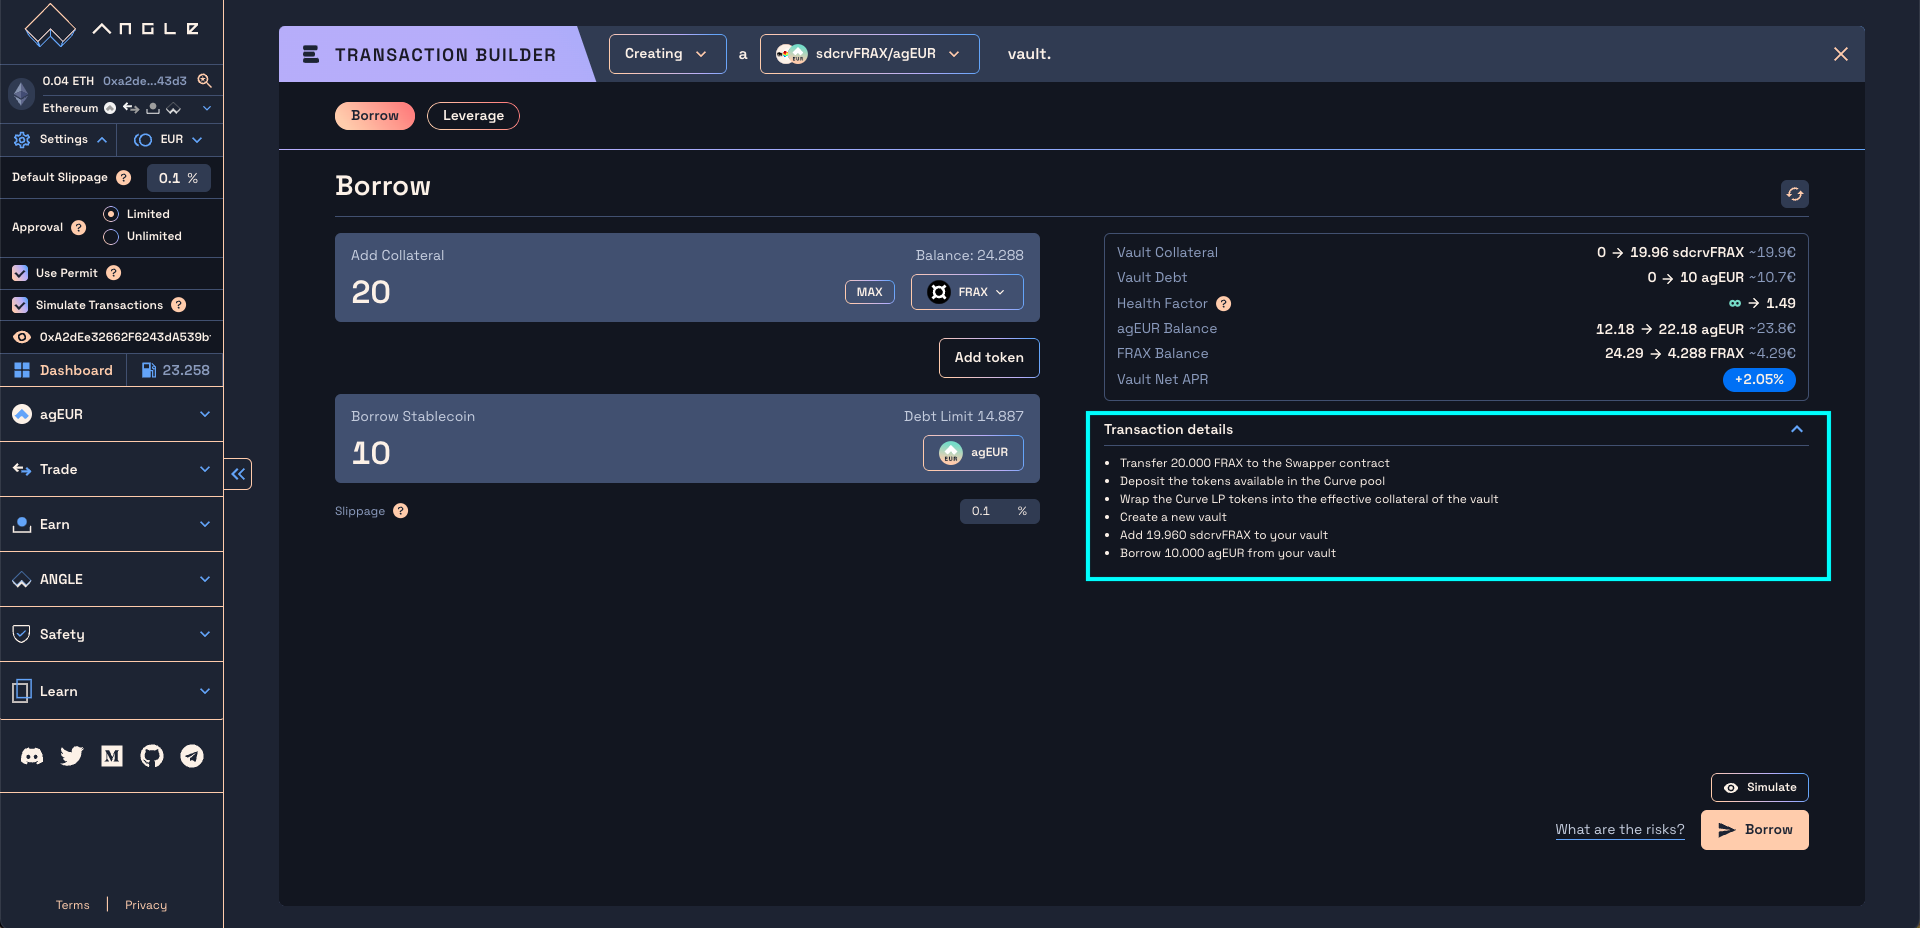 ANGLE
0.04 ETH 0xa2de...43d3
Ethereum
Settings EUR
Default Slippage ? 0.1 %
Approval ? Limited
Unlimited
Use Permit ?
Simulate Transactions ?
0xA2dEe32662F6243dA539b
Dashboard 23.258
agEUR
Trade
Earn
ANGLE
Safety
Learn
Terms | Privacy
TRANSACTION BUILDER Creating a sdcrvFRAX/agEUR vault.
Borrow Leverage
Borrow
Add Collateral Balance: 24.288
20 MAX FRAX
Add token
Borrow Stablecoin Debt Limit 14.887
10 EUR agEUR
Slippage ? 0.1 %
Vault Collateral 0 → 19.96 sdcrvFRAX ~19.9€
Vault Debt 0 → 10 agEUR ~10.7€
Health Factor ? ∞ → 1.49
agEUR Balance 12.18 → 22.18 agEUR ~23.8€
FRAX Balance 24.29 → 4.288 FRAX ~4.29€
Vault Net APR +2.05%
Transaction details
• Transfer 20.000 FRAX to the Swapper contract
• Deposit the tokens available in the Curve pool
• Wrap the Curve LP tokens into the effective collateral of the vault
• Create a new vault
• Add 19.960 sdcrvFRAX to your vault
• Borrow 10.000 agEUR from your vault
Simulate
What are the risks? Borrow